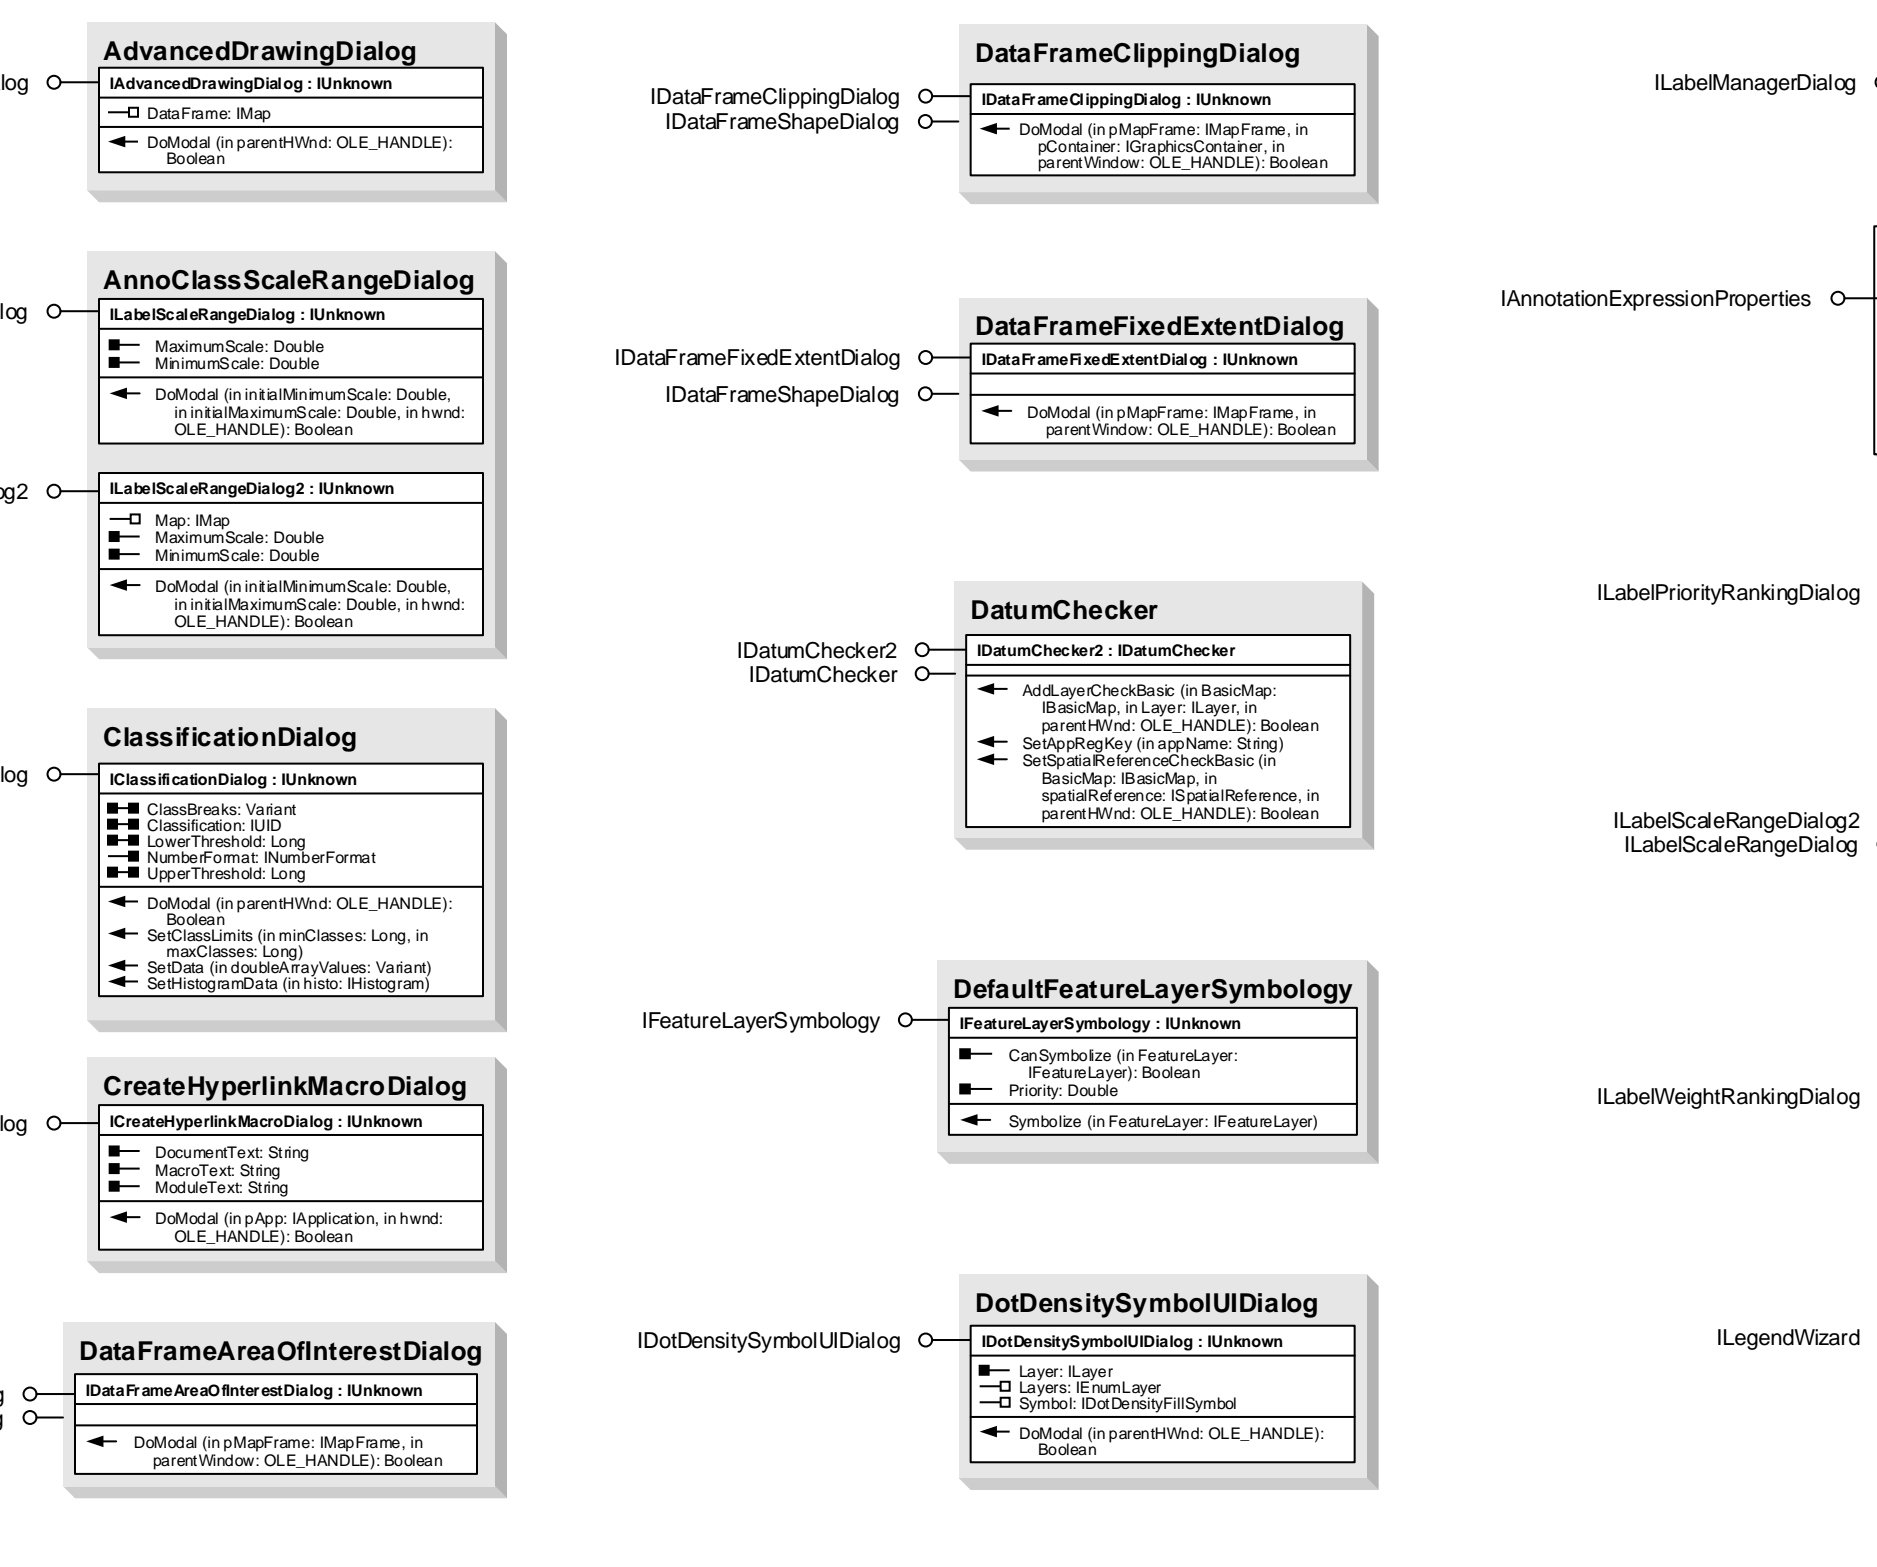 AdvancedDrawingDialog
log
IAdvancedDrawingDialog : IUnknown
DataFrame: IMap
DoModal (in parentHWnd: OLE_HANDLE):
Boolean
AnnoClassScaleRangeDialog
log
ILabelScaleRangeDialog : IUnknown
MaximumScale: Double
MinimumScale: Double
DoModal (in initialMinimumScale: Double,
in initialMaximumScale: Double, in hwnd:
OLE_HANDLE): Boolean
og2
ILabelScaleRangeDialog2 : IUnknown
Map: IMap
MaximumScale: Double
MinimumScale: Double
DoModal (in initialMinimumScale: Double,
in initialMaximumScale: Double, in hwnd:
OLE_HANDLE): Boolean
ClassificationDialog
log
IClassificationDialog : IUnknown
ClassBreaks: Variant
Classification: IUID
LowerThreshold: Long
NumberFormat: INumberFormat
UpperThreshold: Long
DoModal (in parentHWnd: OLE_HANDLE):
Boolean
SetClassLimits (in minClasses: Long, in
maxClasses: Long)
SetData (in doubleArrayValues: Variant)
SetHistogramData (in histo: IHistogram)
CreateHyperlinkMacroDialog
log
ICreateHyperlinkMacroDialog : IUnknown
DocumentText: String
MacroText: String
ModuleText: String
DoModal (in pApp: IApplication, in hwnd:
OLE_HANDLE): Boolean
DataFrameAreaOfInterestDialog
g
g
IDataFrameAreaOfInterestDialog : IUnknown
DoModal (in pMapFrame: IMapFrame, in
parentWindow: OLE_HANDLE): Boolean
DataFrameClippingDialog
IDataFrameClippingDialog
IDataFrameShapeDialog
IDataFrameClippingDialog : IUnknown
DoModal (in pMapFrame: IMapFrame, in
pContainer: IGraphicsContainer, in
parentWindow: OLE_HANDLE): Boolean
DataFrameFixedExtentDialog
IDataFrameFixedExtentDialog
IDataFrameShapeDialog
IDataFrameFixedExtentDialog : IUnknown
DoModal (in pMapFrame: IMapFrame, in
parentWindow: OLE_HANDLE): Boolean
DatumChecker
IDatumChecker2
IDatumChecker
IDatumChecker2 : IDatumChecker
AddLayerCheckBasic (in BasicMap:
IBasicMap, in Layer: ILayer, in
parentHWnd: OLE_HANDLE): Boolean
SetAppRegKey (in appName: String)
SetSpatialReferenceCheckBasic (in
BasicMap: IBasicMap, in
spatialReference: ISpatialReference, in
parentHWnd: OLE_HANDLE): Boolean
DefaultFeatureLayerSymbology
IFeatureLayerSymbology
IFeatureLayerSymbology : IUnknown
CanSymbolize (in FeatureLayer:
IFeatureLayer): Boolean
Priority: Double
Symbolize (in FeatureLayer: IFeatureLayer)
DotDensitySymbolUIDialog
IDotDensitySymbolUIDialog
IDotDensitySymbolUIDialog : IUnknown
Layer: ILayer
Layers: IEnumLayer
Symbol: IDotDensityFillSymbol
DoModal (in parentHWnd: OLE_HANDLE):
Boolean
ILabelManagerDialog
IAnnotationExpressionProperties
ILabelPriorityRankingDialog
ILabelScaleRangeDialog2
ILabelScaleRangeDialog
ILabelWeightRankingDialog
ILegendWizard